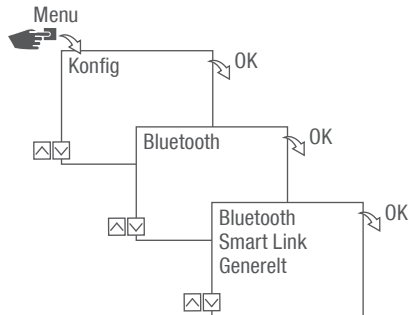 Menu
Konfig
OK
Bluetooth
OK
Bluetooth
Smart Link
Generelt
OK